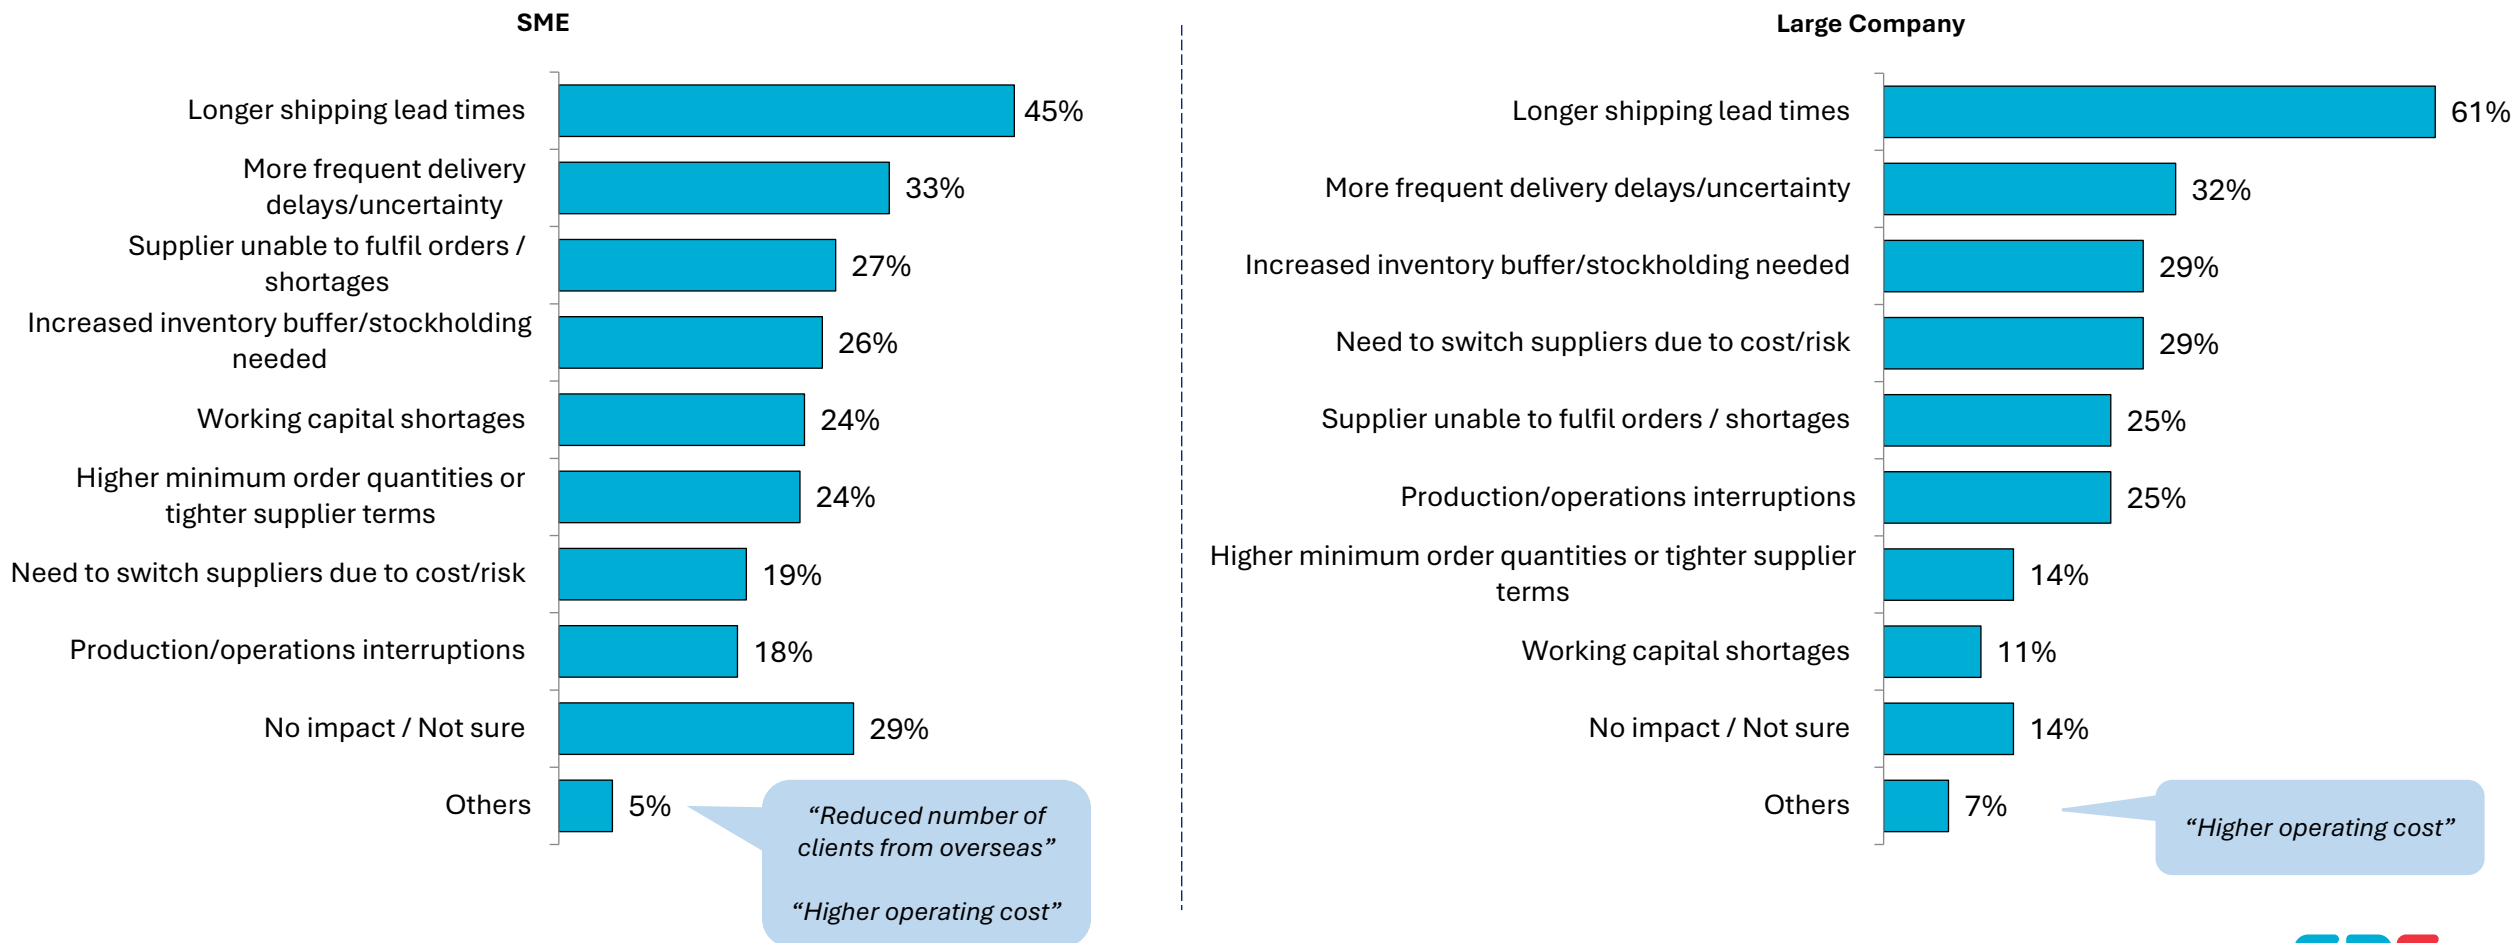 SME
Longer shipping lead times
45%
More frequent delivery
delays/uncertainty
33%
Supplier unable to fulfil orders /
shortages
27%
Increased inventory buffer/stockholding
needed
26%
Working capital shortages
24%
Higher minimum order quantities or
tighter supplier terms
24%
Need to switch suppliers due to cost/risk
19%
Production/operations interruptions
18%
No impact / Not sure
29%
Others
5%
“Reduced number of
clients from overseas”
“Higher operating cost”
Large Company
Longer shipping lead times
61%
More frequent delivery delays/uncertainty
32%
Increased inventory buffer/stockholding needed
29%
Need to switch suppliers due to cost/risk
29%
Supplier unable to fulfil orders / shortages
25%
Production/operations interruptions
25%
Higher minimum order quantities or tighter supplier
terms
14%
Working capital shortages
11%
No impact / Not sure
14%
Others
7%
“Higher operating cost”